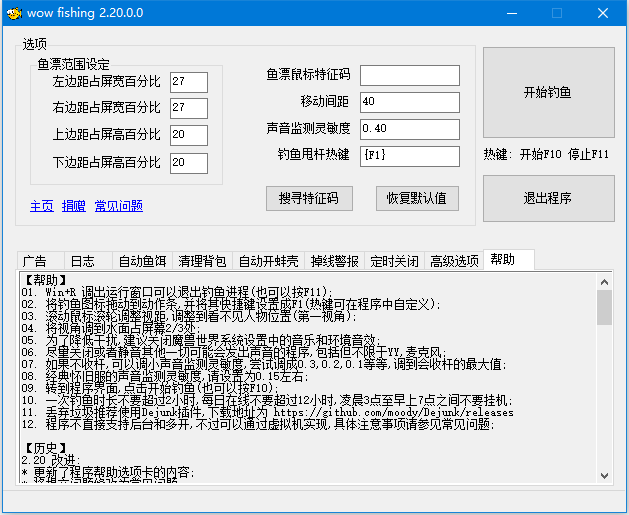 wow fishing 2.20.0.0
选项
鱼漂范围设定
左边距占屏宽百分比 27
右边距占屏宽百分比 27
上边距占屏高百分比 20
下边距占屏高百分比 20
主页 捐赠 常见问题
鱼漂鼠标特征码
移动间距 40
声音监测灵敏度 0.40
钓鱼甩杆热键 {F1}
搜寻特征码 恢复默认值
开始钓鱼
热键: 开始F10 停止F11
退出程序
广告 日志 自动鱼饵 清理背包 自动开蚌壳 掉线警报 定时关闭 高级选项 帮助
【帮助】
01. Win+R 调出运行窗口可以退出钓鱼进程(也可以按F11);
02. 将钓鱼图标拖动到动作条,并将其快捷键设置成F1(热键可在程序中自定义);
03. 滚动鼠标滚轮调整视距,调整到看不见人物位置(第一视角);
04. 将视角调到水面占屏幕2/3处;
05. 为了降低干扰,建议关闭魔兽世界系统设置中的音乐和环境音效;
06. 尽量关闭或者静音其他一切可能会发出声音的程序,包括但不限于YY,麦克风;
07. 如果不收杆,可以调小声音监测灵敏度,尝试调成0.3,0.2,0.1等等,调到会收杆的最大值;
08. 经典怀旧服的声音监测灵敏度,请设置为0.15左右;
09. 转到程序界面,点击开始钓鱼(也可以按F10);
10. 一次钓鱼时长不要超过2小时,每日在线不要超过12小时,凌晨3点至早上7点之间不要挂机;
11. 丢弃垃圾推荐使用Dejunk插件,下载地址为 https://github.com/moody/Dejunk/releases
12. 程序不直接支持后台和多开,不过可以通过虚拟机实现,具体注意事项请参见常见问题;
【历史】
2.20 改进:
* 更新了程序帮助选项卡的内容;